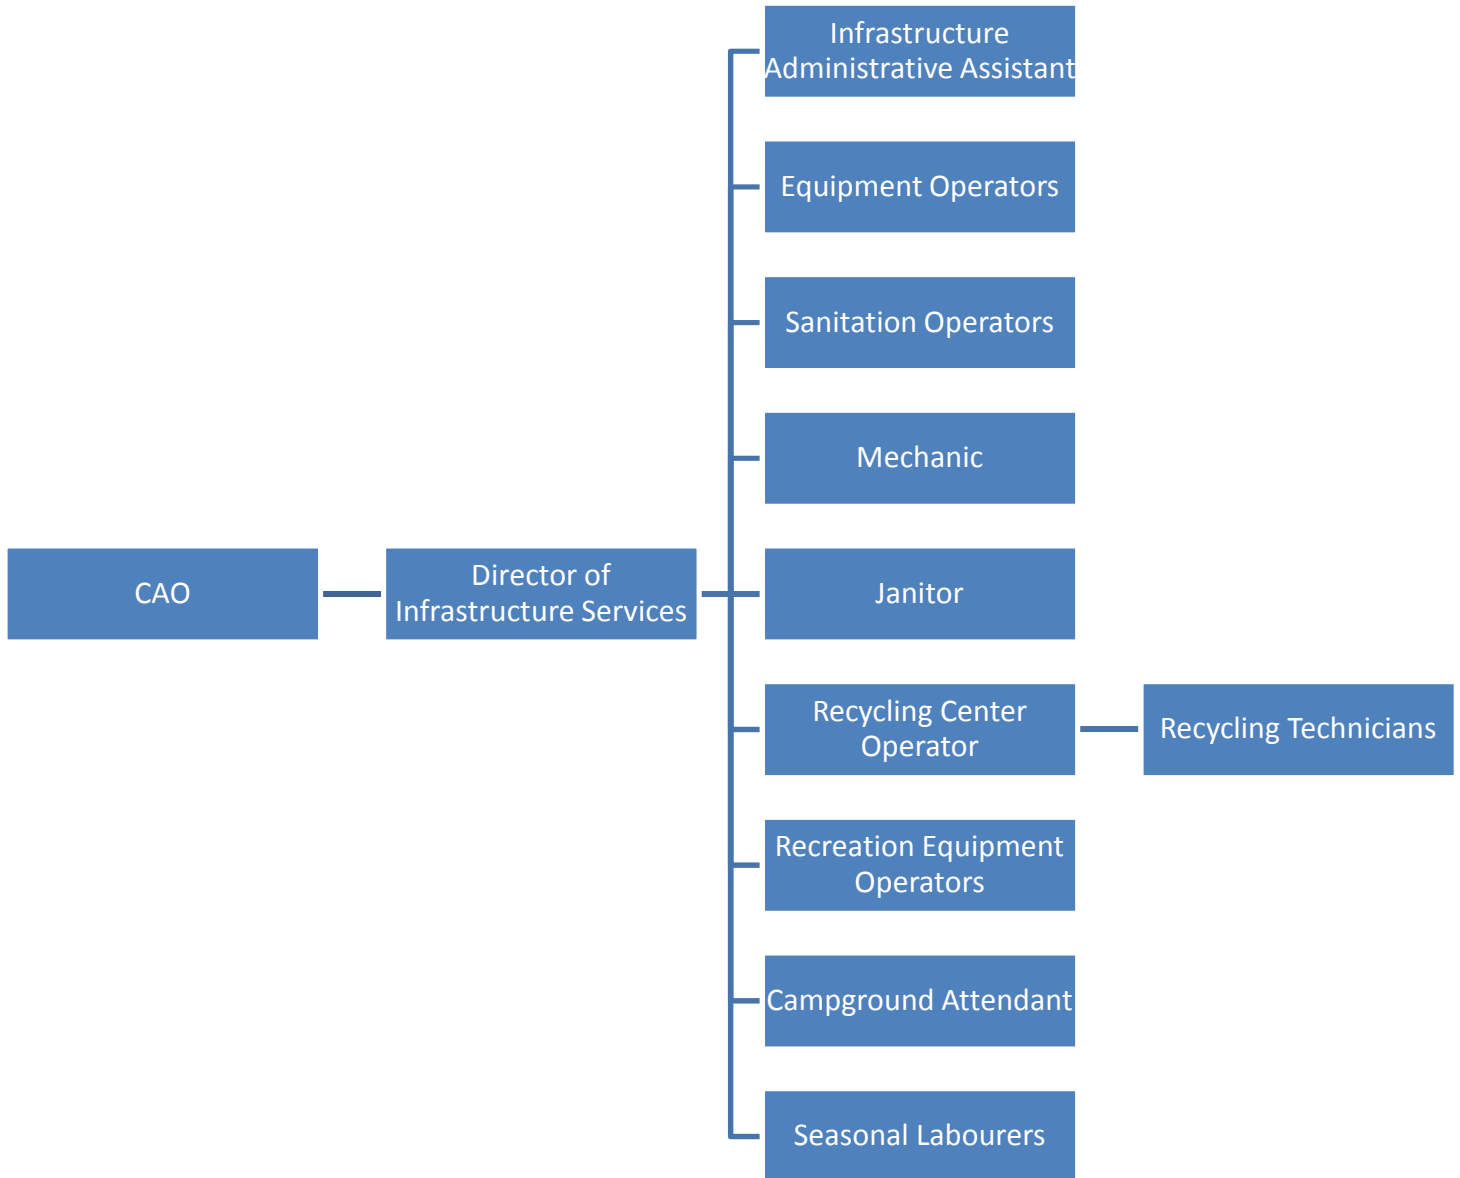 Infrastructure
Administrative Assistant
Equipment Operators
Sanitation Operators
Mechanic
CAO
Director of
Infrastructure Services
Janitor
Recycling Center
Operator
Recycling Technicians
Recreation Equipment
Operators
Campground Attendant
Seasonal Labourers